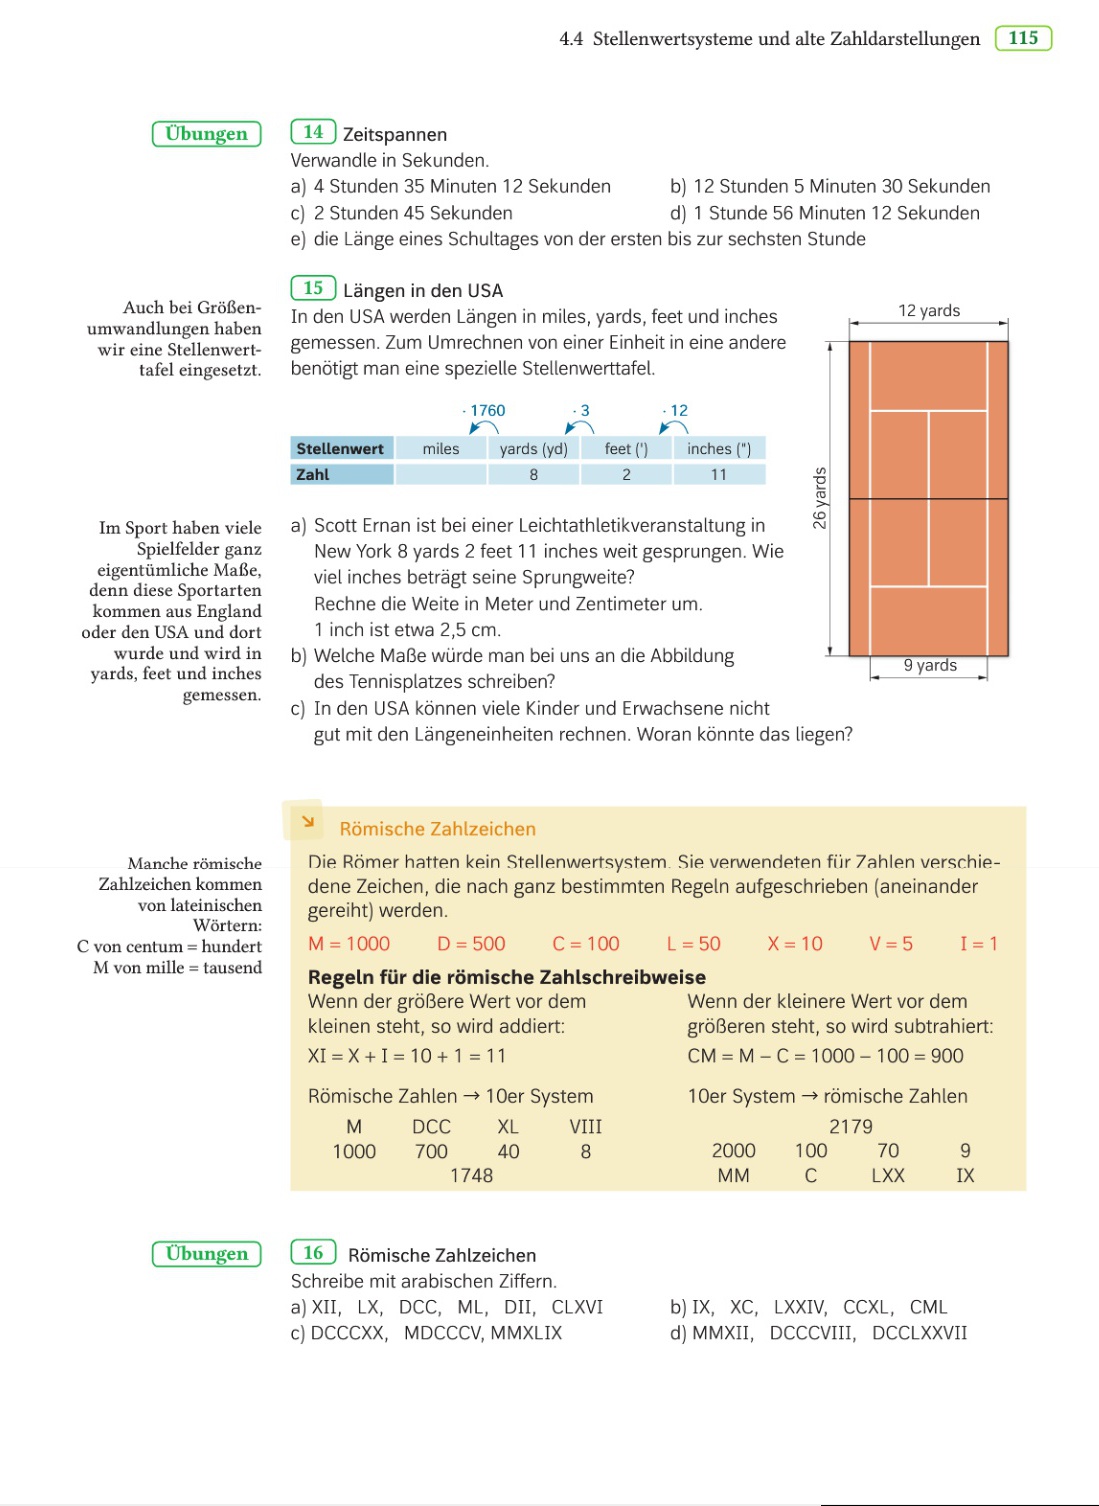 4.4 Stellenwertsysteme und alte Zahldarstellungen 115
Übungen
14 Zeitspannen
Verwandle in Sekunden.
a) 4 Stunden 35 Minuten 12 Sekunden b) 12 Stunden 5 Minuten 30 Sekunden
c) 2 Stunden 45 Sekunden d) 1 Stunde 56 Minuten 12 Sekunden
e) die Länge eines Schultages von der ersten bis zur sechsten Stunde
Auch bei Größen-
umwandlungen haben
wir eine Stellenwert-
tafel eingesetzt.
15 Längen in den USA
In den USA werden Längen in miles, yards, feet und inches
gemessen. Zum Umrechnen von einer Einheit in eine andere
benötigt man eine spezielle Stellenwerttafel.
· 1760 · 3 · 12
Stellenwert miles yards (yd) feet (') inches (")
Zahl 8 2 11
12 yards
26 yards
9 yards
Im Sport haben viele
Spielfelder ganz
eigentümliche Maße,
denn diese Sportarten
kommen aus England
oder den USA und dort
wurde und wird in
yards, feet und inches
gemessen.
a) Scott Ernan ist bei einer Leichtathletikveranstaltung in
New York 8 yards 2 feet 11 inches weit gesprungen. Wie
viel inches beträgt seine Sprungweite?
Rechne die Weite in Meter und Zentimeter um.
1 inch ist etwa 2,5 cm.
b) Welche Maße würde man bei uns an die Abbildung
des Tennisplatzes schreiben?
c) In den USA können viele Kinder und Erwachsene nicht
gut mit den Längeneinheiten rechnen. Woran könnte das liegen?
Manche römische
Zahlzeichen kommen
von lateinischen
Wörtern:
C von centum = hundert
M von mille = tausend
Römische Zahlzeichen
Die Römer hatten kein Stellenwertsystem. Sie verwendeten für Zahlen verschie-
dene Zeichen, die nach ganz bestimmten Regeln aufgeschrieben (aneinander
gereiht) werden.
M = 1000 D = 500 C = 100 L = 50 X = 10 V = 5 I = 1
Regeln für die römische Zahlschreibweise
Wenn der größere Wert vor dem
kleinen steht, so wird addiert:
XI = X + I = 10 + 1 = 11
Wenn der kleinere Wert vor dem
größeren steht, so wird subtrahiert:
CM = M – C = 1000 – 100 = 900
Römische Zahlen → 10er System
M DCC XL VIII
1000 700 40 8
1748
10er System → römische Zahlen
2179
2000 100 70 9
MM C LXX IX
Übungen
16 Römische Zahlzeichen
Schreibe mit arabischen Ziffern.
a) XII, LX, DCC, ML, DII, CLXVI b) IX, XC, LXXIV, CCXL, CML
c) DCCCXX, MDCCCV, MMXLIX d) MMXII, DCCCVIII, DCCLXXVII